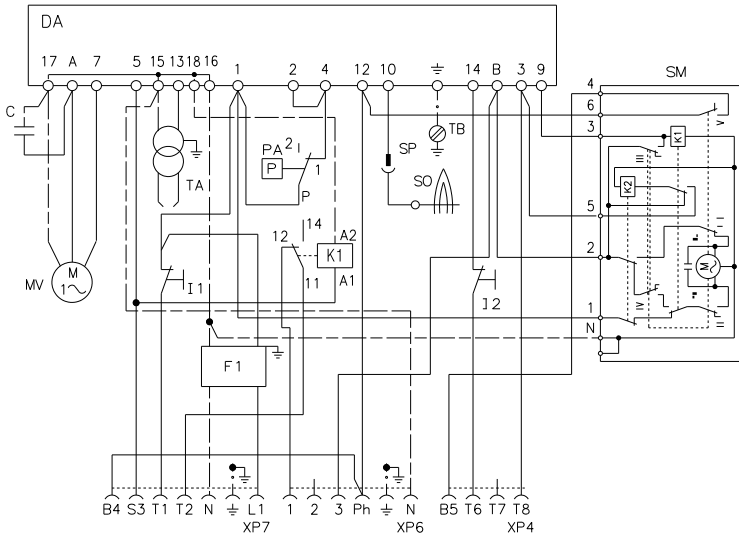 DA
17 A 7 5 15 13 18 16 1 2 4 12 10 14 B 3 9
SM
C
4
6
3
5
2
1
N
TA
PA 2 I
P
1
P
SP
SO
TB
K1
K2
III
V
I
IV
II
M
14
12
A2
K1
11
A1
M
1
MV
I1
I2
F1
B4 S3 T1 T2 N L1 1 2 3 Ph N B5 T6 T7 T8
XP7 XP6 XP4